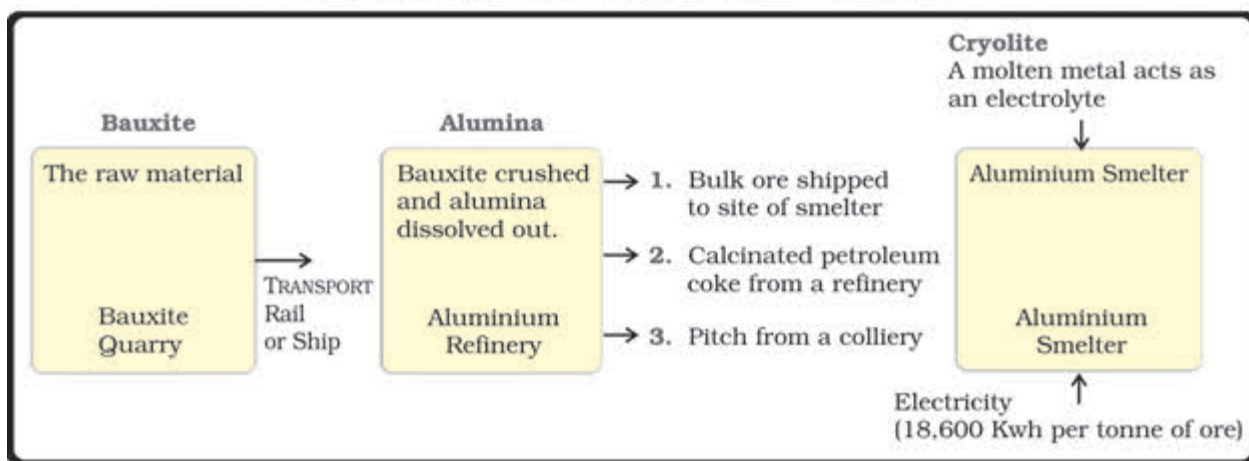 Bauxite
The raw material
Bauxite
Quarry
TRANSPORT
Rail
or Ship
Alumina
Bauxite crushed
and alumina
dissolved out.
Aluminium
Refinery
1. Bulk ore shipped
to site of smelter
2. Calcinated petroleum
coke from a refinery
3. Pitch from a colliery
Cryolite
A molten metal acts as
an electrolyte
Aluminium Smelter
Aluminium
Smelter
Electricity
(18,600 Kwh per tonne of ore)